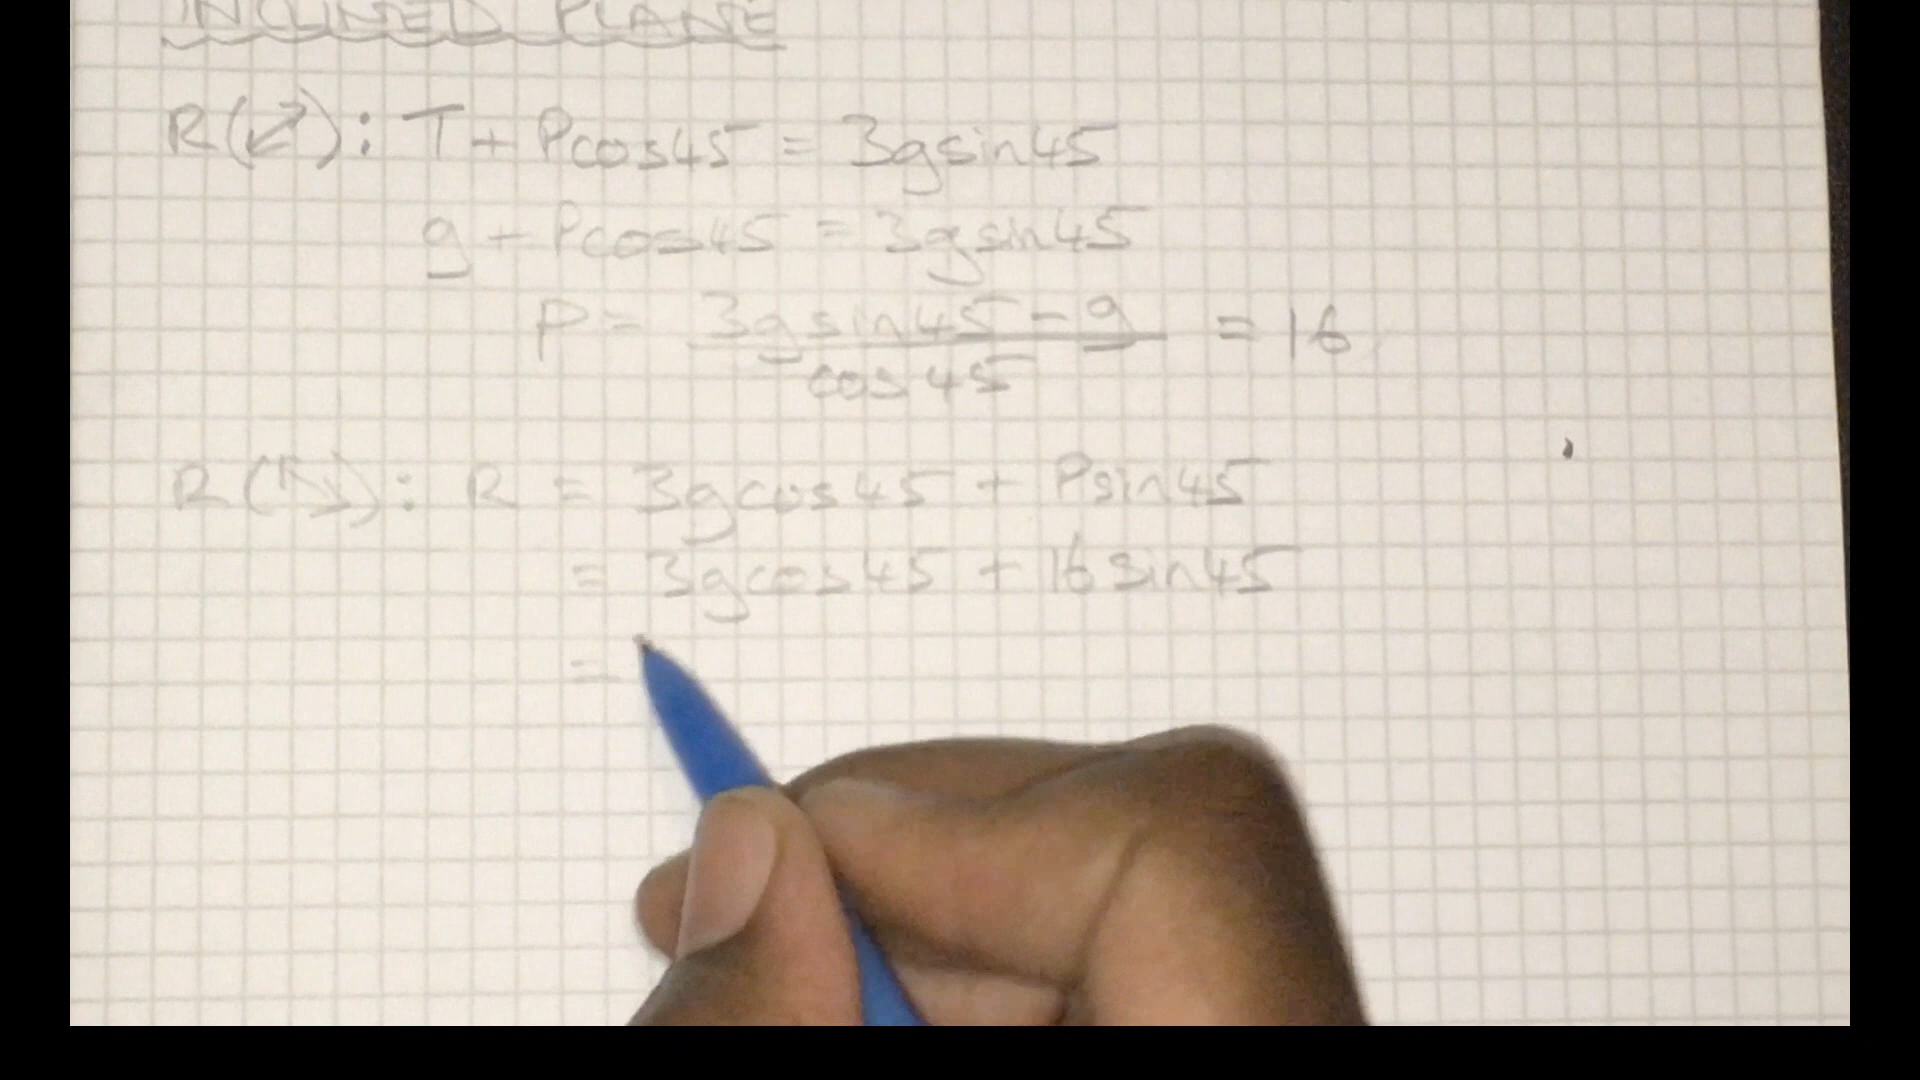 INCLINED PLANE
R(↗↙): T + Pcos45 = 3gsin45
g + Pcos45 = 3gsin45
P = (3gsin45 - g)/cos45 = 16
R(↖↘): R = 3gcos45 + Psin45
= 3gcos45 + 16sin45
=